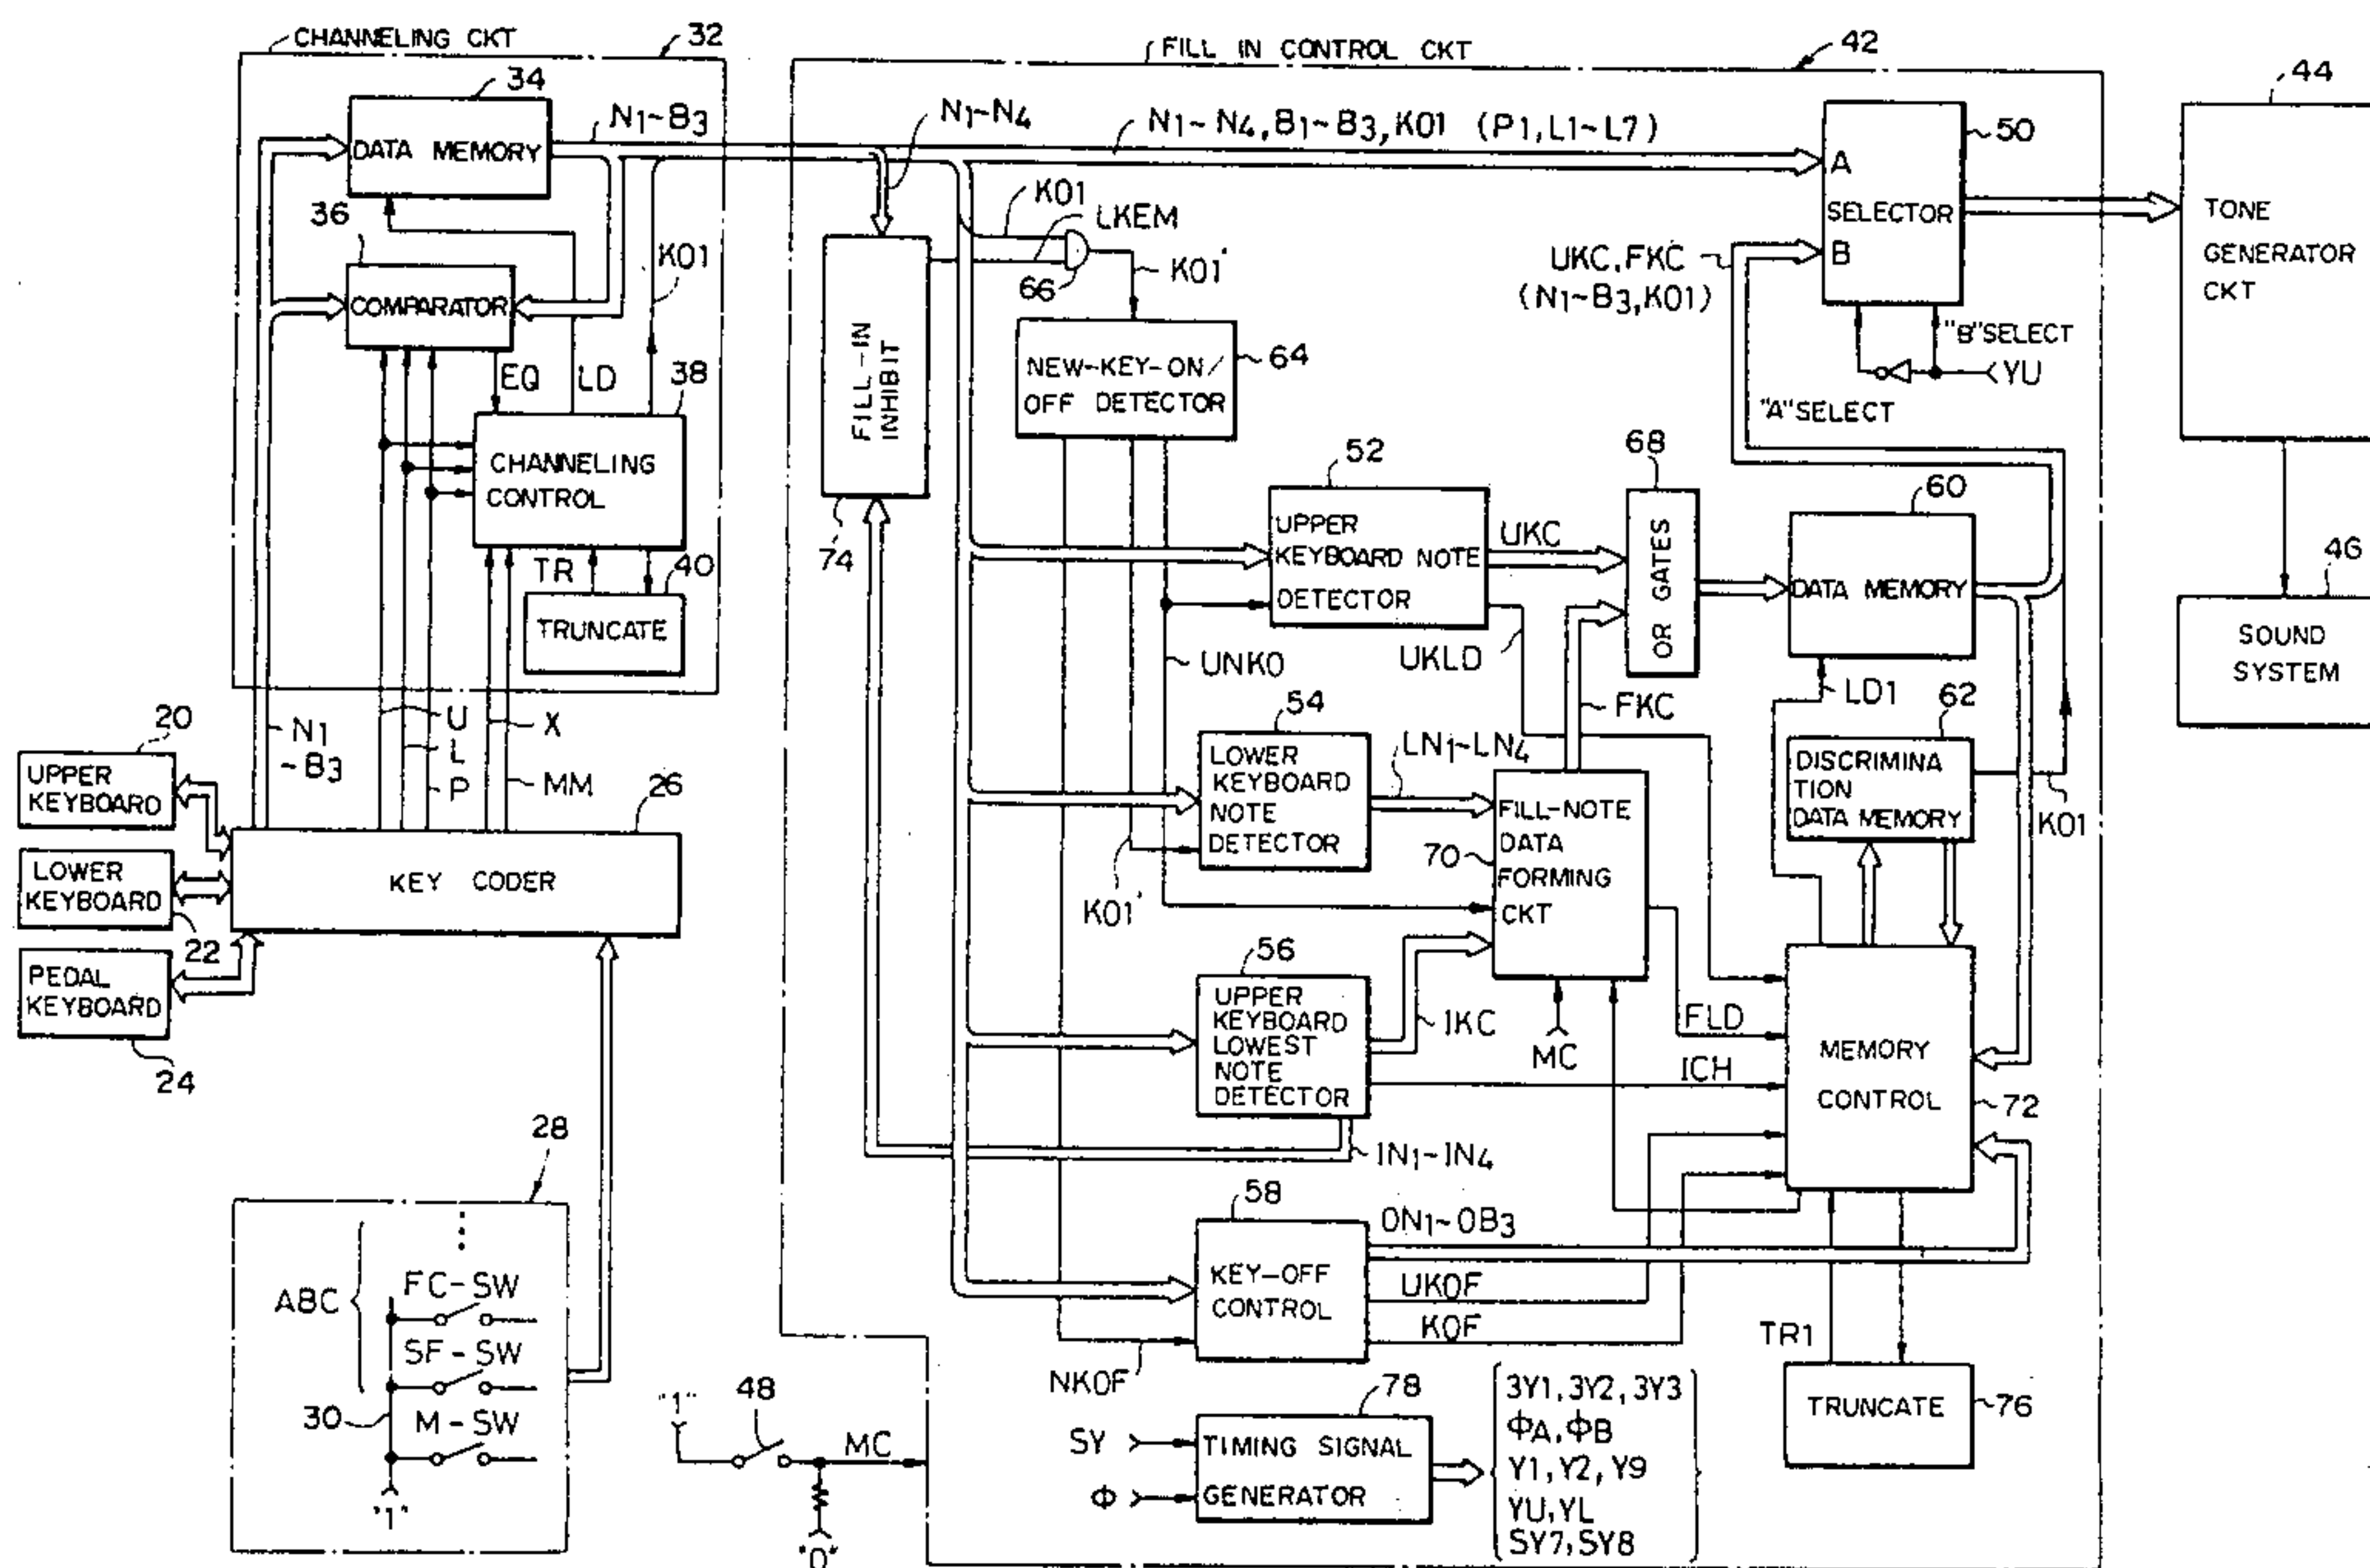 CHANNELING CKT
32
34
DATA MEMORY
N1~B3
36
COMPARATOR
EQ
LD
K01
38
CHANNELING
CONTROL
TR
40
TRUNCATE
N1
~B3
U
L
P
X
MM
20
UPPER
KEYBOARD
LOWER
KEYBOARD
22
PEDAL
KEYBOARD
24
26
KEY CODER
28
ABC
FC-SW
SF-SW
M-SW
30
"1"
"1"
48
MC
"0"
FILL IN CONTROL CKT
42
N1~N4
N1~N4,B1~B3,K01 (P1,L1~L7)
K01
LKEM
66
K01'
FILL-IN
INHIBIT
74
NEW-KEY-ON/
OFF DETECTOR
64
50
A
SELECTOR
B
UKC,FKC
(N1~B3,K01)
"B"SELECT
YU
"A"SELECT
44
TONE
GENERATOR
CKT
46
SOUND
SYSTEM
52
UPPER
KEYBOARD NOTE
DETECTOR
UKC
UKLD
68
OR GATES
60
DATA MEMORY
UNKO
FKC
LD1
62
DISCRIMINA
TION
DATA MEMORY
K01
54
LOWER
KEYBOARD
NOTE
DETECTOR
LN1~LN4
K01'
70
FILL-NOTE
DATA
FORMING
CKT
56
UPPER
KEYBOARD
LOWEST
NOTE
DETECTOR
IKC
MC
FLD
ICH
MEMORY
CONTROL
72
IN1~IN4
58
KEY-OFF
CONTROL
ON1~OB3
UKOF
KOF
NKOF
TR1
TRUNCATE
76
78
SY
Φ
TIMING SIGNAL
GENERATOR
3Y1,3Y2,3Y3
ΦA,ΦB
Y1,Y2,Y9
YU,YL
SY7,SY8